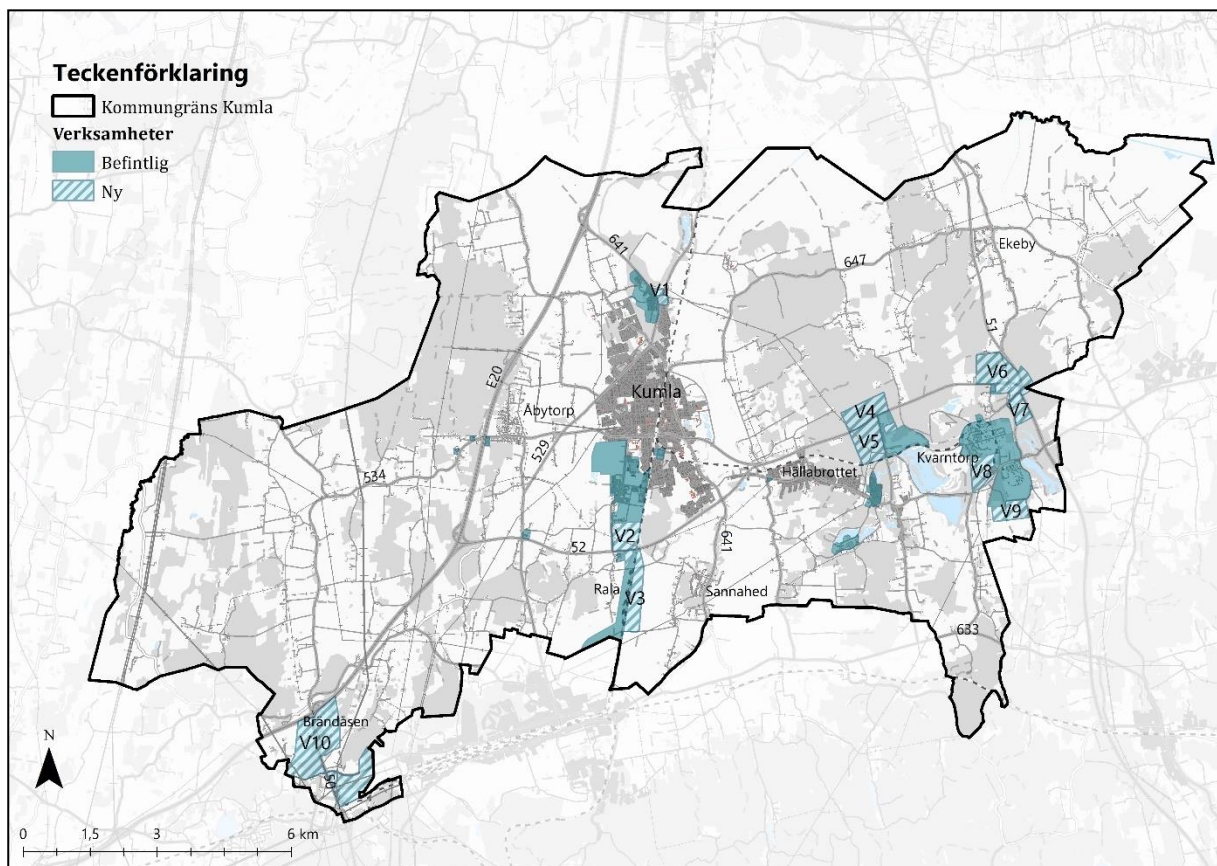 Teckenförklaring
Kommungräns Kumla
Verksamheter
Befintlig
Ny
Ekeby
641
647
V1
51
E20
V6
Kumla
V7
Åbytorp
V4
529
V5
Kvarntorp
534
Hällabrottet
V8
V9
V2
52
641
Rala
Sannahed
V3
633
Brändåsen
V10
50
N
0 1,5 3 6 km